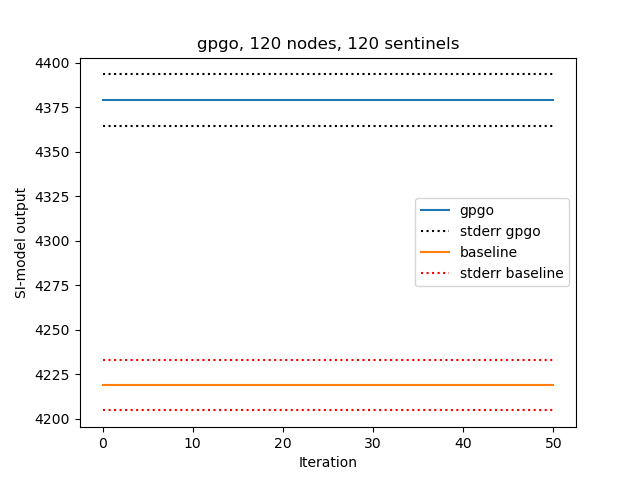 gpgo, 120 nodes, 120 sentinels
4400
4375
4350
4325
4300
4275
4250
4225
4200
SI-model output
gpgo
stderr gpgo
baseline
stderr baseline
0 10 20 30 40 50
Iteration